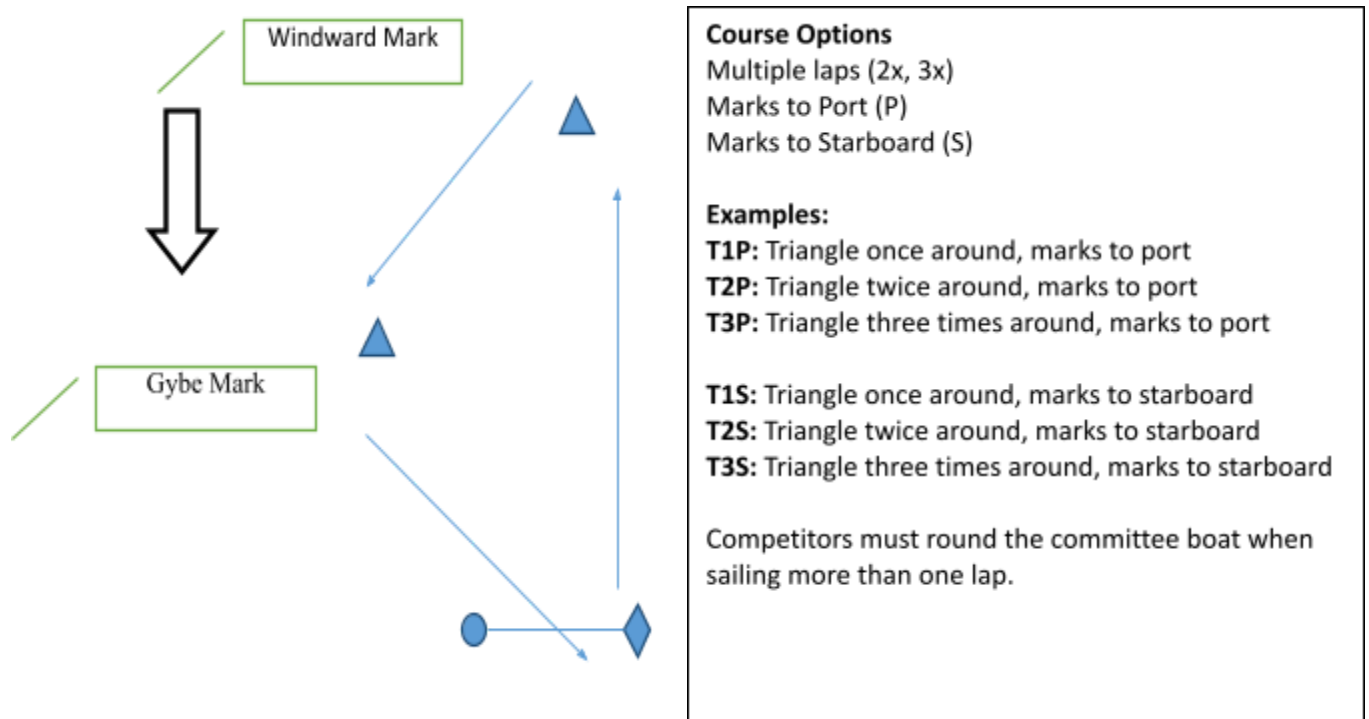 Windward Mark
Gybe Mark
Course Options
Multiple laps (2x, 3x)
Marks to Port (P)
Marks to Starboard (S)
Examples:
T1P: Triangle once around, marks to port
T2P: Triangle twice around, marks to port
T3P: Triangle three times around, marks to port
T1S: Triangle once around, marks to starboard
T2S: Triangle twice around, marks to starboard
T3S: Triangle three times around, marks to starboard
Competitors must round the committee boat when
sailing more than one lap.